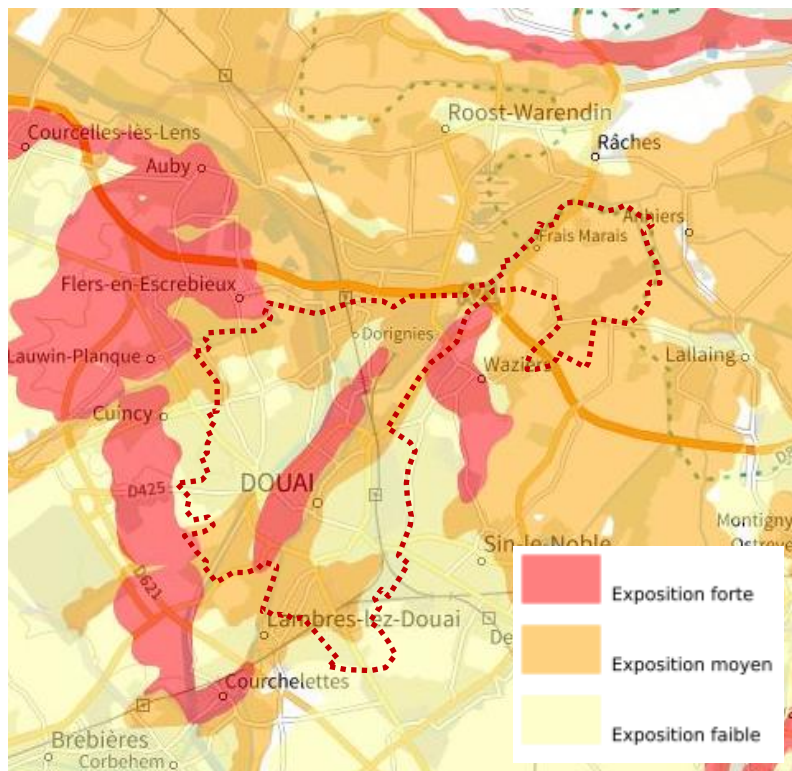 Roost-Warendin
Courcelles-lès-Lens
Râches
Auby
Anhiers
Frais Marais
Flers-en-Escrebieux
Dorignies
Lauwin-Planque
Waziers
Lallaing
Cuincy
D425
DOUAI
Montigny
Ostreve
Sin-le-Noble
D621
Lambres-lez-Douai
De
Courchelettes
Brebières
Corbehem
Exposition forte
Exposition moyen
Exposition faible